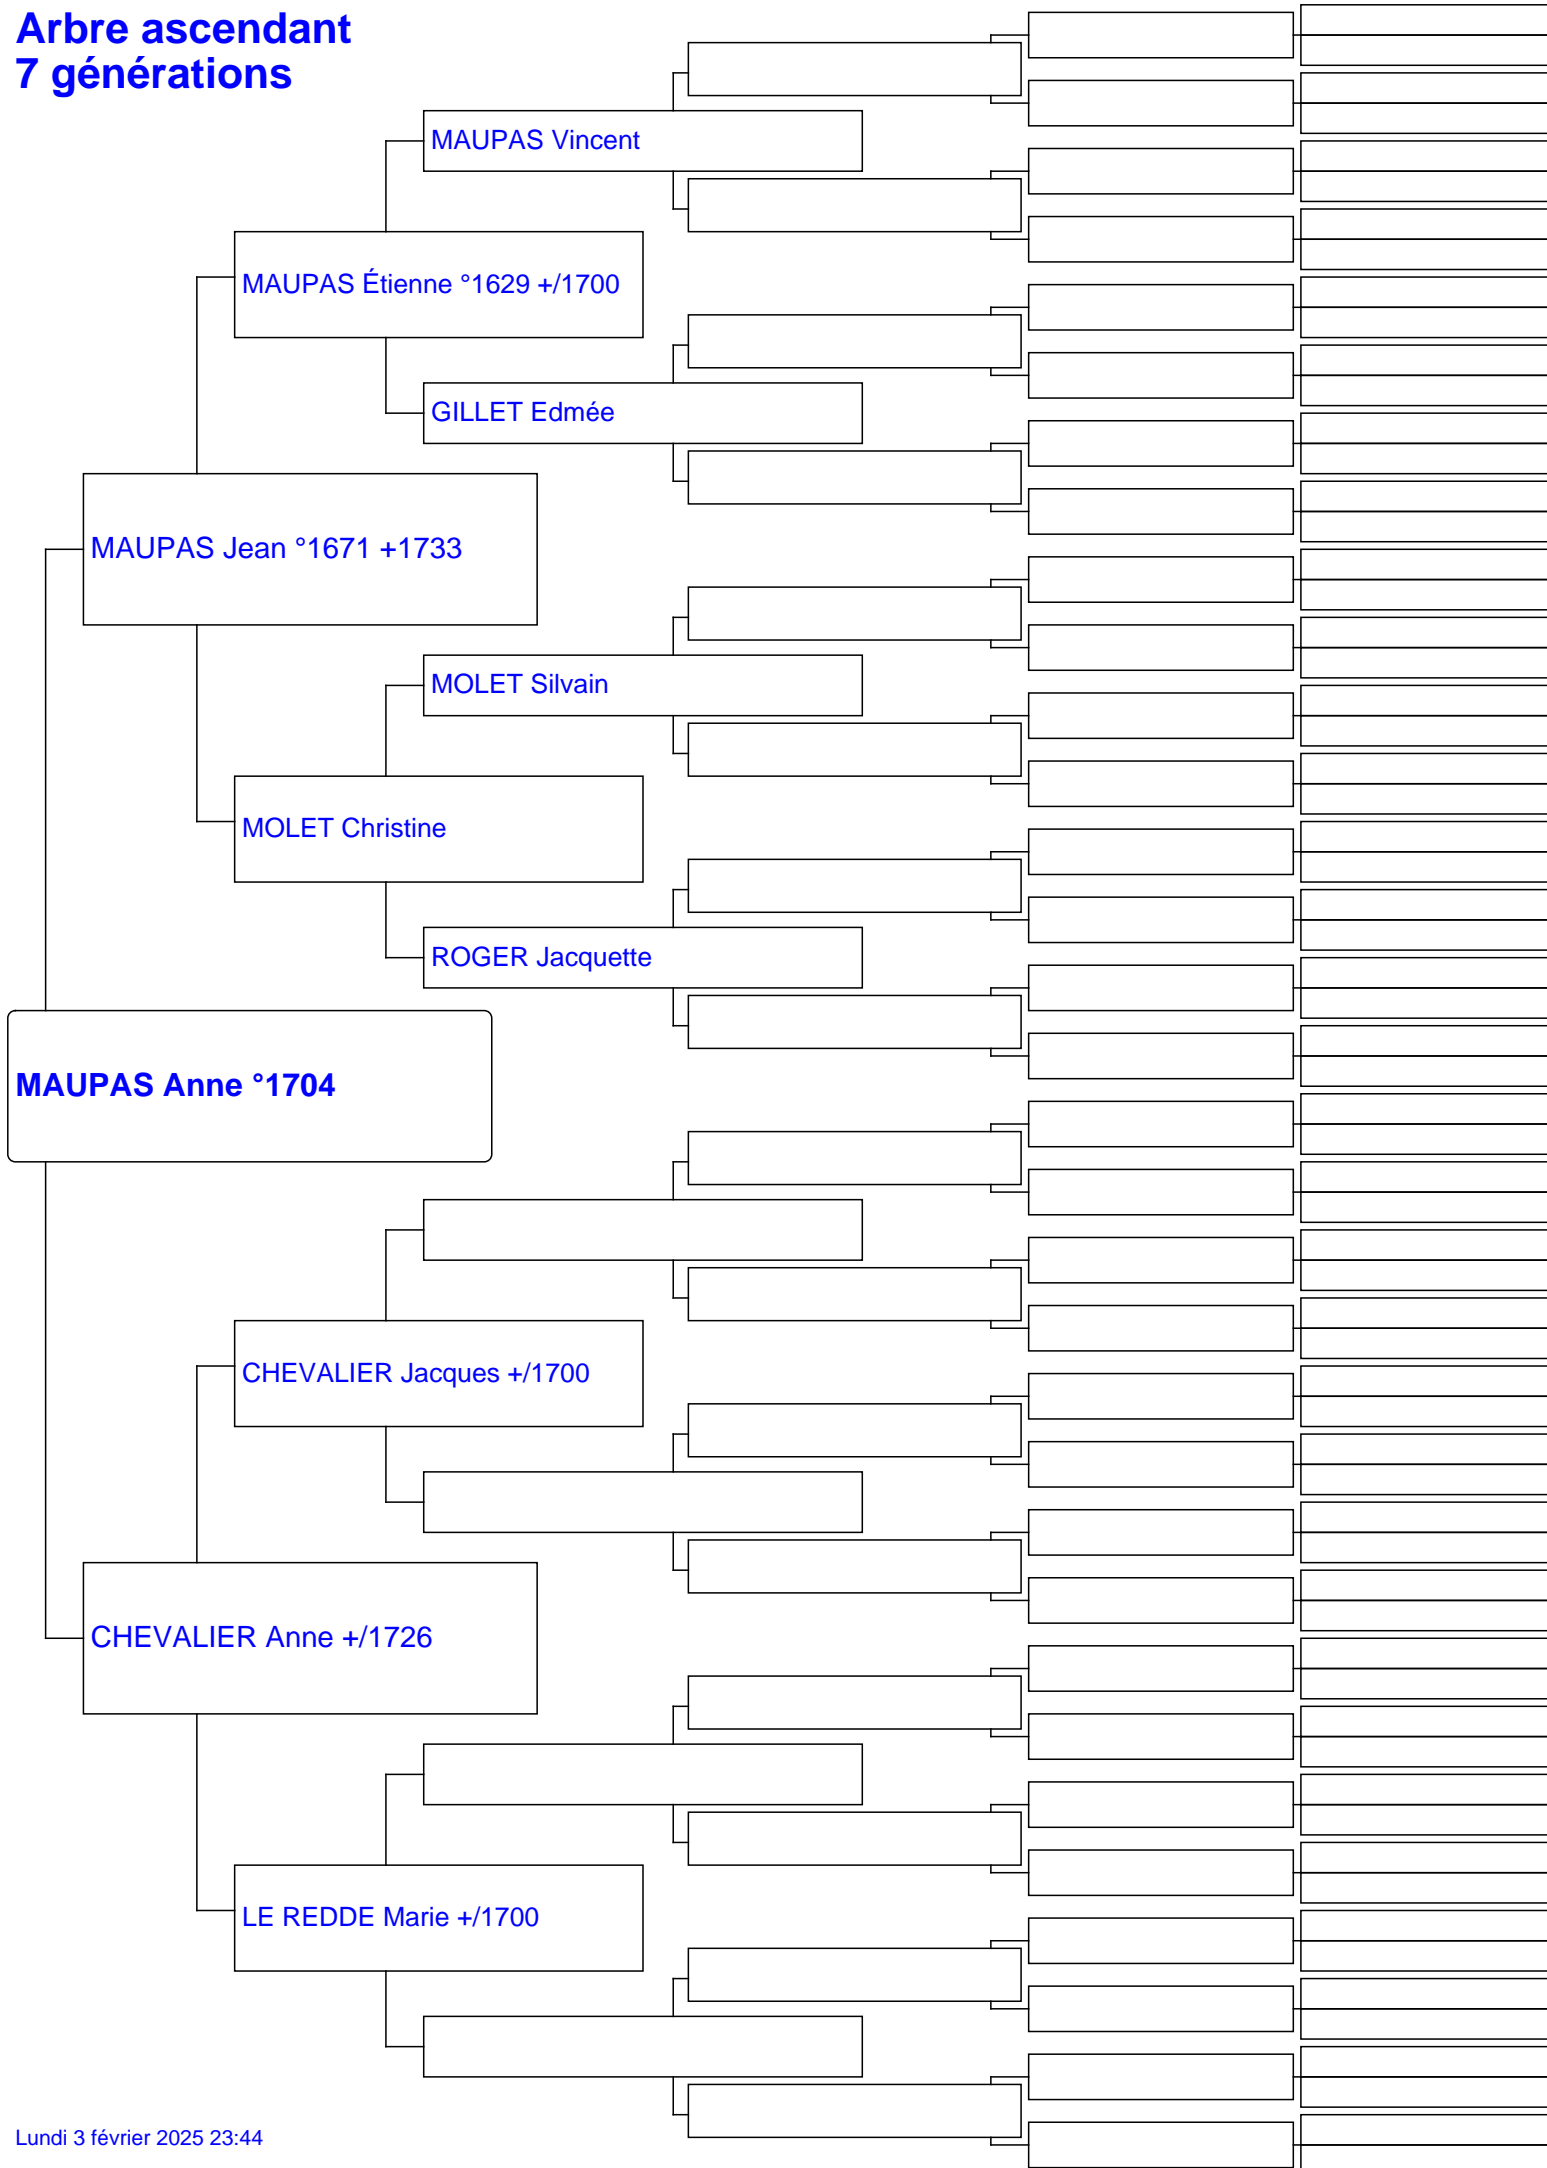 Arbre ascendant
7 générations
MAUPAS Vincent
MAUPAS Étienne °1629 +/1700
GILLET Edmée
MAUPAS Jean °1671 +1733
MOLET Silvain
MOLET Christine
ROGER Jacquette
MAUPAS Anne °1704
CHEVALIER Jacques +/1700
CHEVALIER Anne +/1726
LE REDDE Marie +/1700
Lundi 3 février 2025 23:44